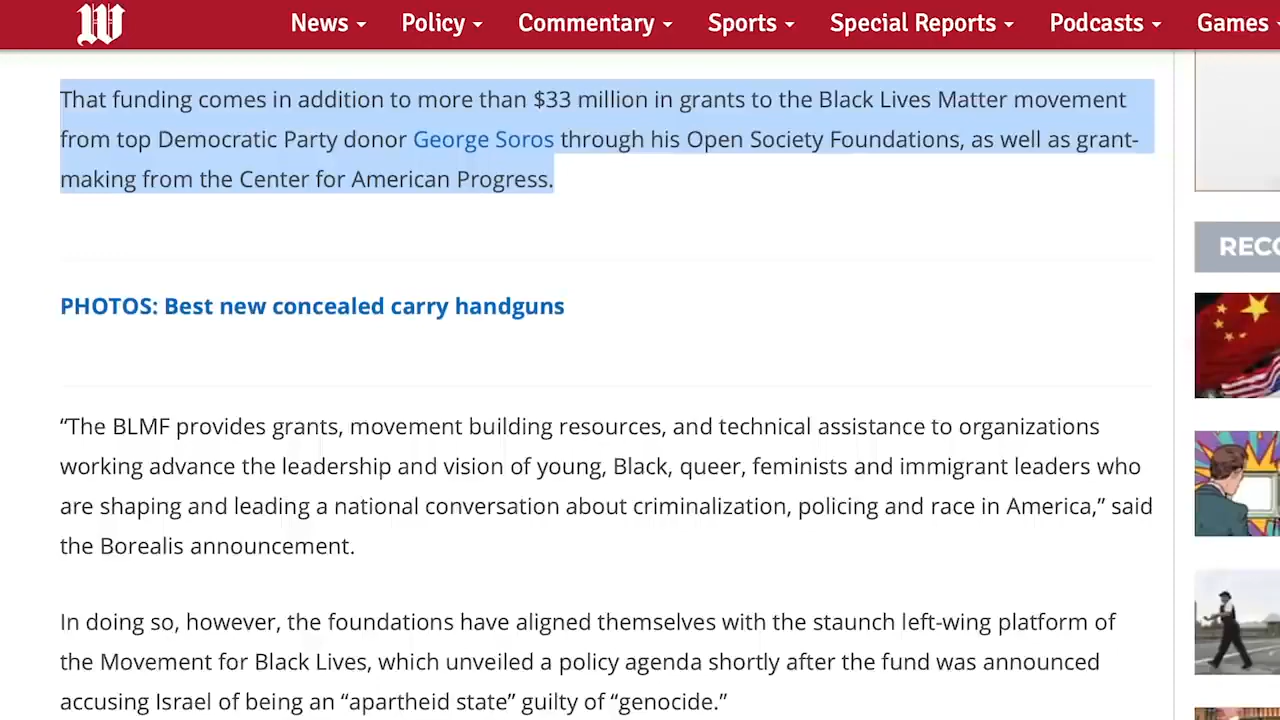 W News Policy Commentary Sports Special Reports Podcasts Games
That funding comes in addition to more than $33 million in grants to the Black Lives Matter movement
from top Democratic Party donor George Soros through his Open Society Foundations, as well as grant-
making from the Center for American Progress.
PHOTOS: Best new concealed carry handguns
“The BLMF provides grants, movement building resources, and technical assistance to organizations
working advance the leadership and vision of young, Black, queer, feminists and immigrant leaders who
are shaping and leading a national conversation about criminalization, policing and race in America,” said
the Borealis announcement.
In doing so, however, the foundations have aligned themselves with the staunch left-wing platform of
the Movement for Black Lives, which unveiled a policy agenda shortly after the fund was announced
accusing Israel of being an “apartheid state” guilty of “genocide.”